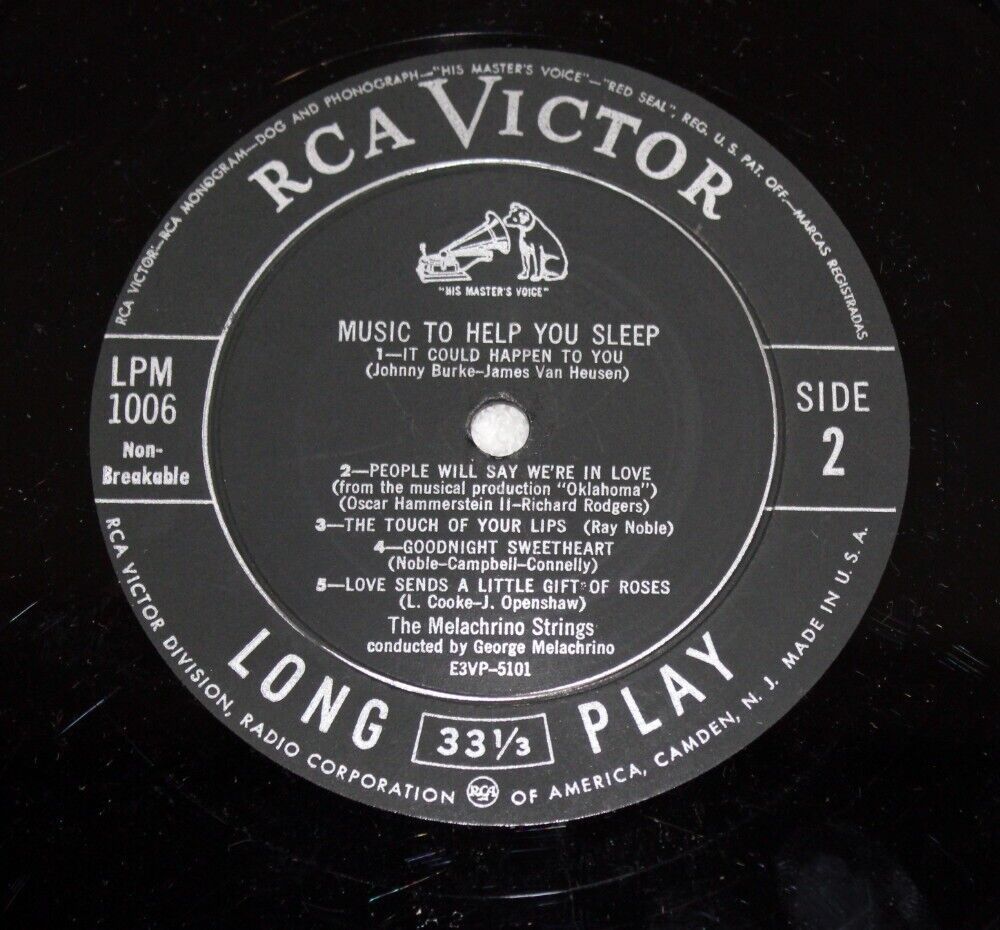 RCA VICTOR.—RCA MONOGRAM—DOG AND PHONOGRAPH—"HIS MASTER'S VOICE"—"RED SEAL", REG. U. S. PAT. OFF.—MARCAS REGISTRADAS
RCA VICTOR
"HIS MASTER'S VOICE"
MUSIC TO HELP YOU SLEEP
1—IT COULD HAPPEN TO YOU
(Johnny Burke–James Van Heusen)
LPM
1006
Non-
Breakable
SIDE
2
2—PEOPLE WILL SAY WE'RE IN LOVE
(from the musical production "Oklahoma")
(Oscar Hammerstein II–Richard Rodgers)
3—THE TOUCH OF YOUR LIPS (Ray Noble)
4—GOODNIGHT SWEETHEART
(Noble–Campbell–Connelly)
5—LOVE SENDS A LITTLE GIFT OF ROSES
(L. Cooke–J. Openshaw)
The Melachrino Strings
conducted by George Melachrino
E3VP–5101
LONG 33⅓ PLAY
RCA VICTOR DIVISION, RADIO CORPORATION RCA OF AMERICA, CAMDEN, N. J. MADE IN U. S. A.